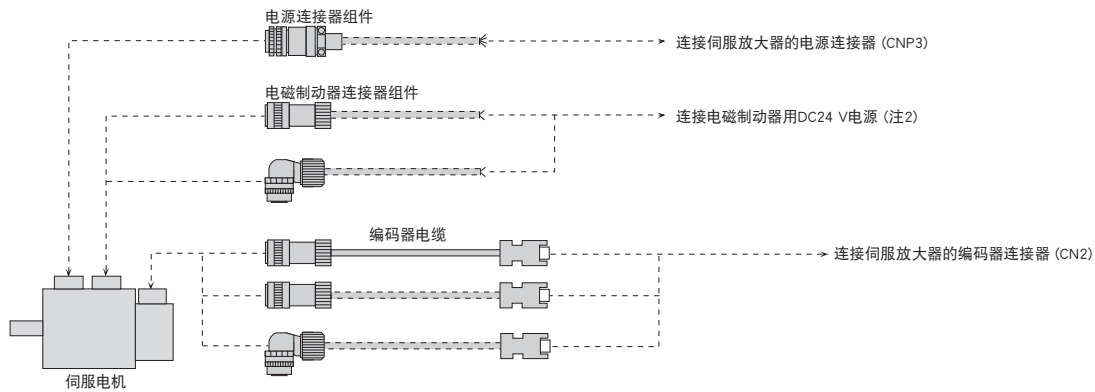 电源连接器组件
连接伺服放大器的电源连接器 (CNP3)
电磁制动器连接器组件
连接电磁制动器用DC24 V电源 (注2)
编码器电缆
连接伺服放大器的编码器连接器 (CN2)
伺服电机